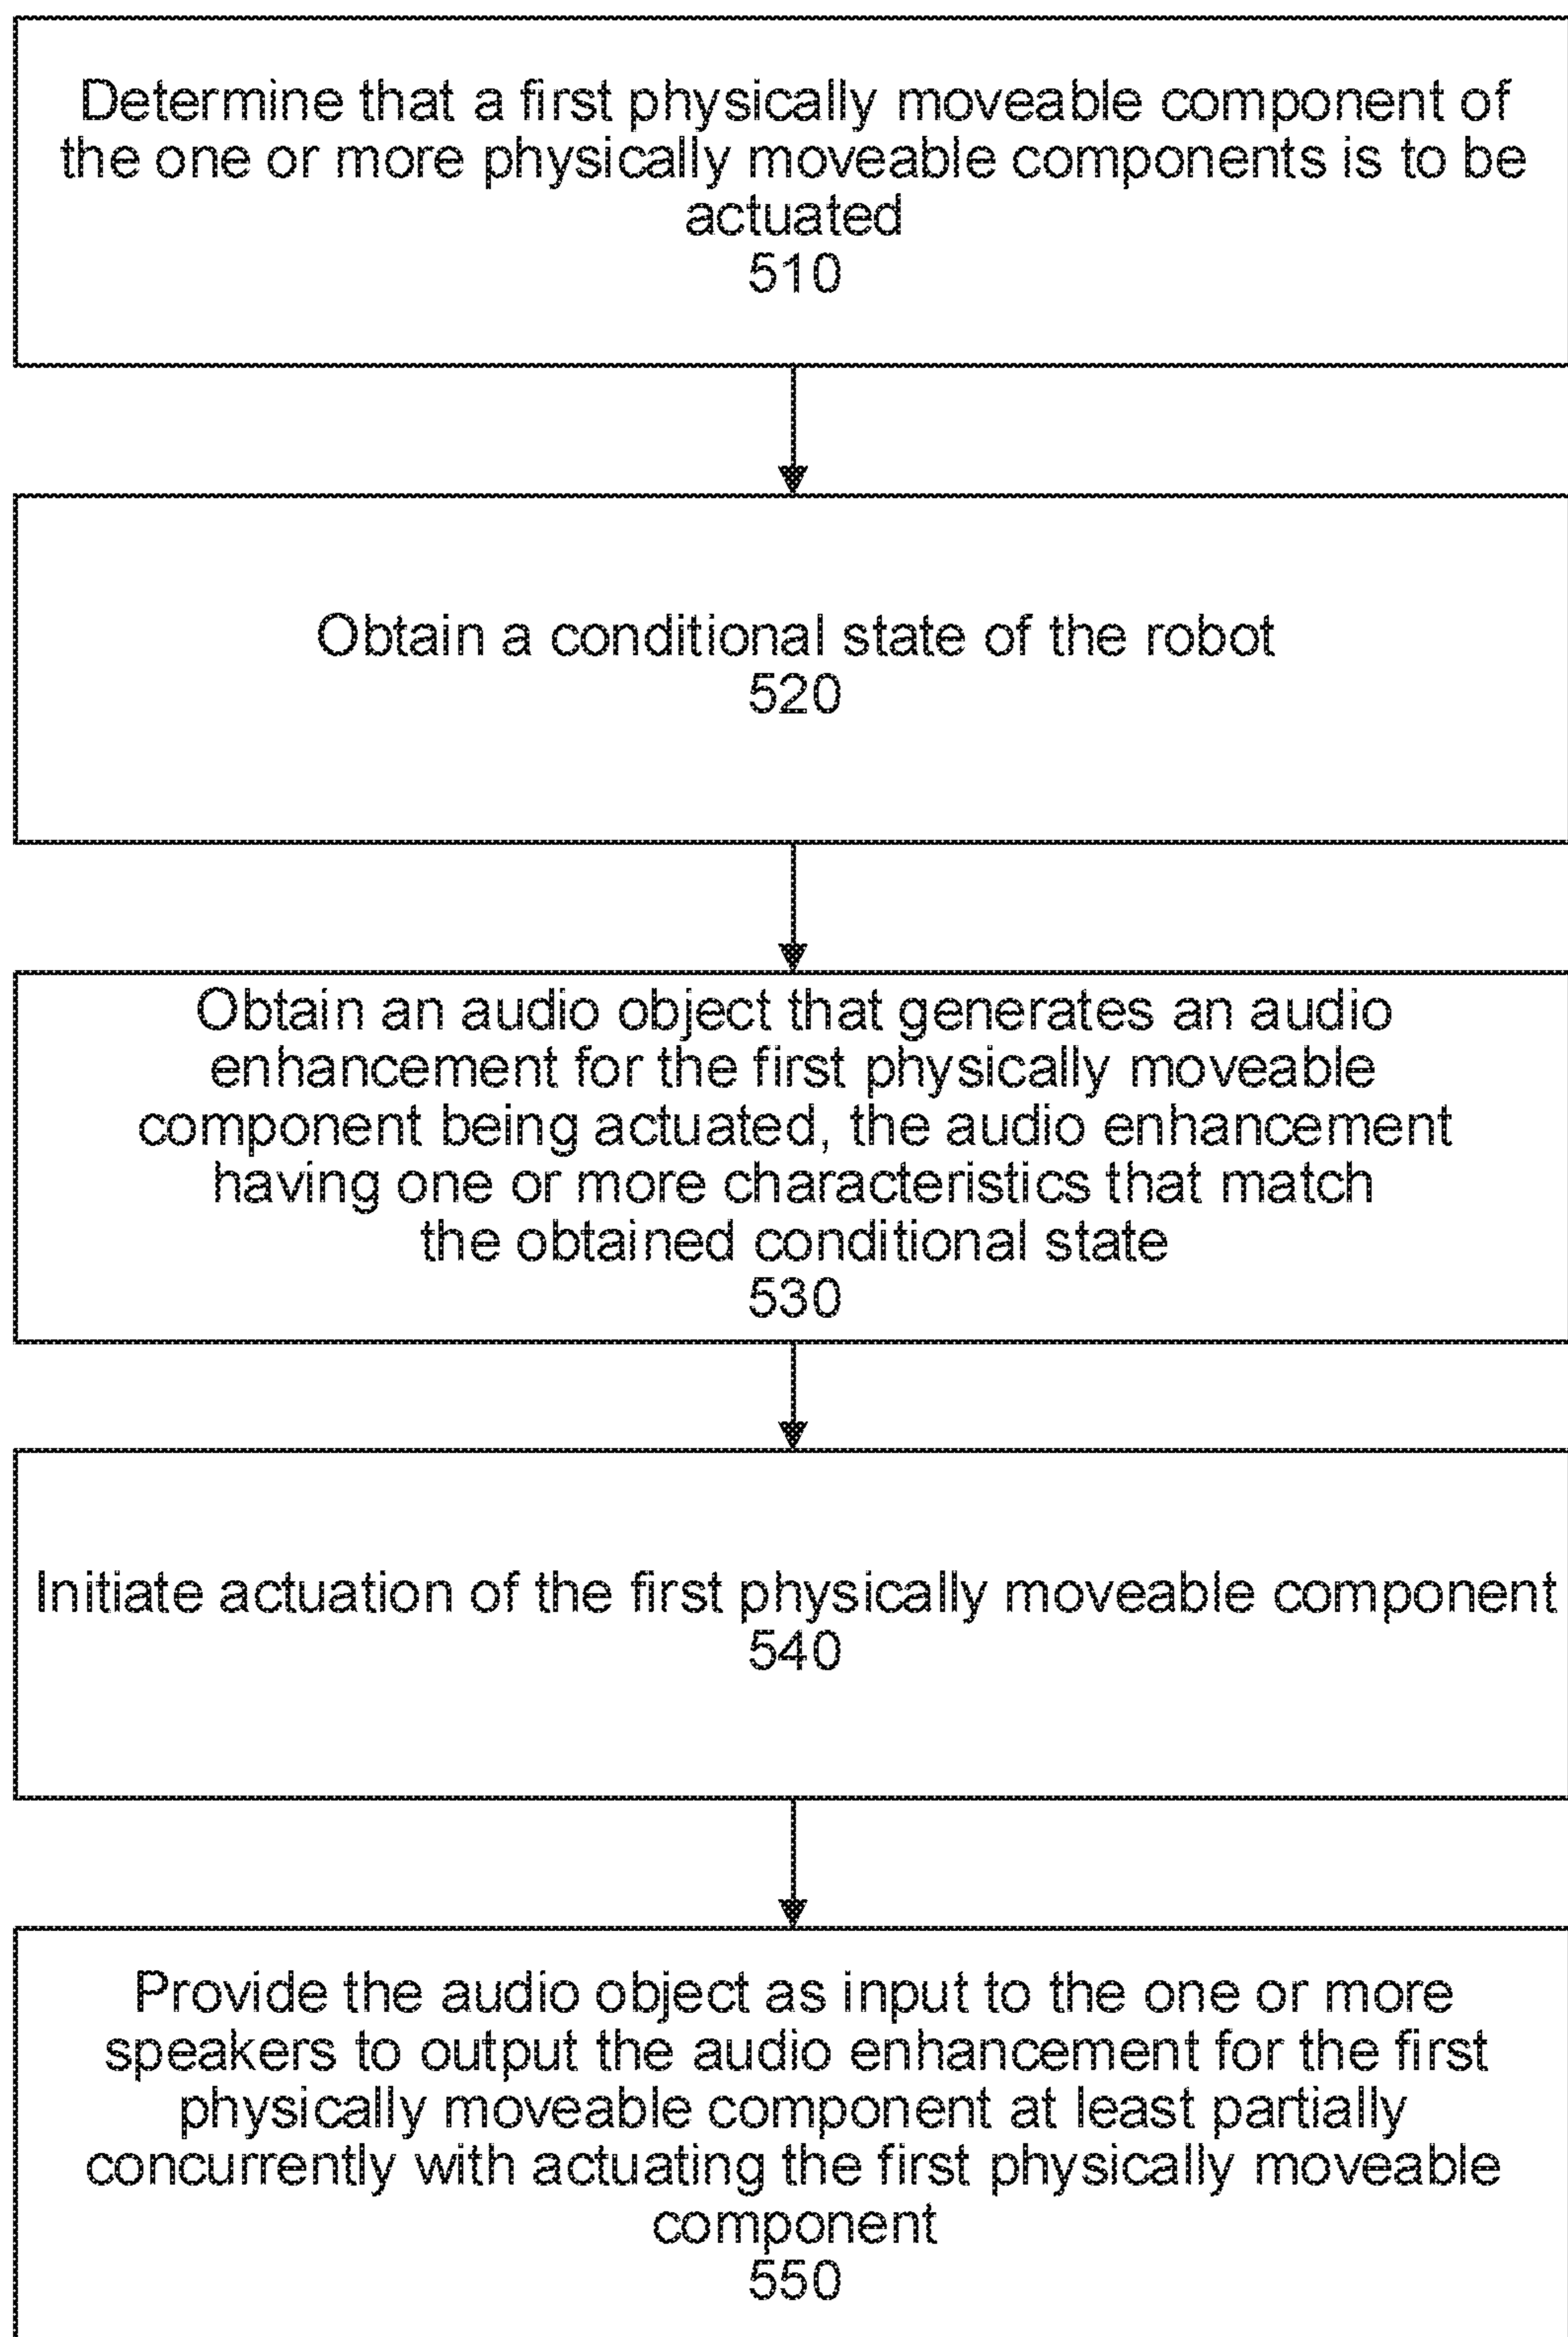 Determine that a first physically moveable component of
the one or more physically moveable components is to be
actuated
510
Obtain a conditional state of the robot
520
Obtain an audio object that generates an audio
enhancement for the first physically moveable
component being actuated, the audio enhancement
having one or more characteristics that match
the obtained conditional state
530
Initiate actuation of the first physically moveable component
540
Provide the audio object as input to the one or more
speakers to output the audio enhancement for the first
physically moveable component at least partially
concurrently with actuating the first physically moveable
component
550